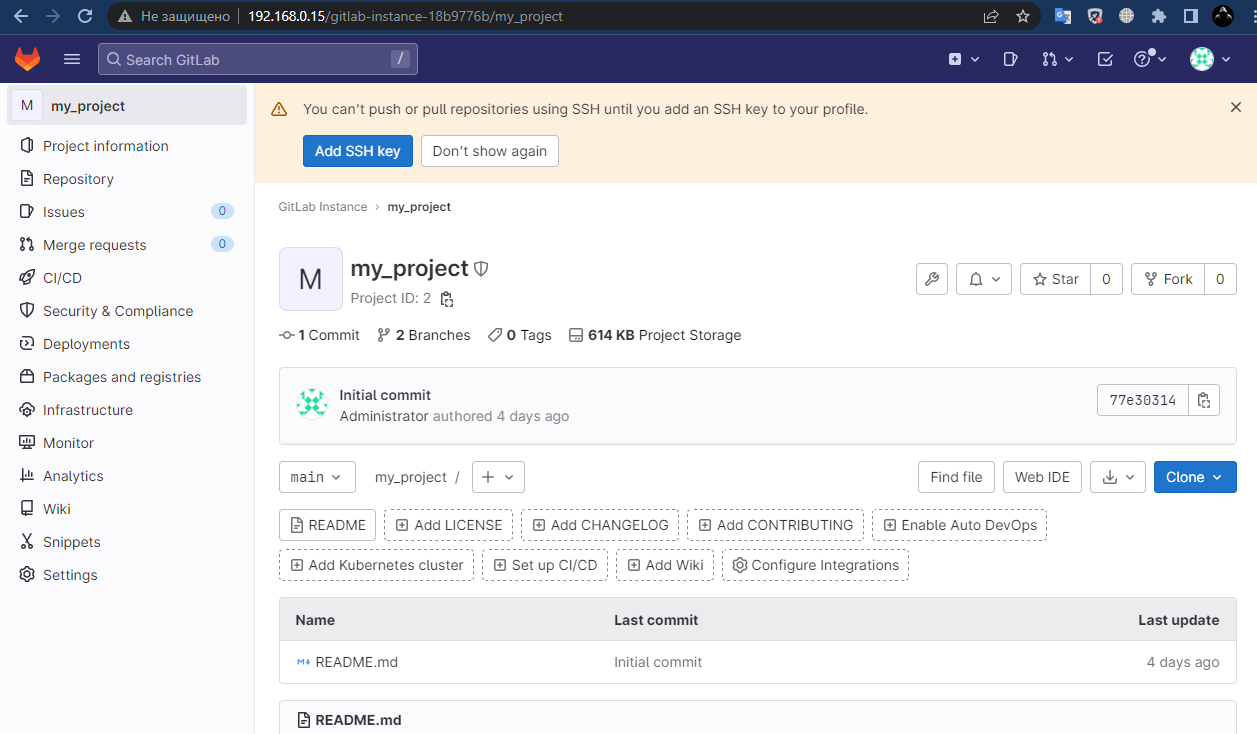 Не защищено 192.168.0.15/gitlab-instance-18b9776b/my_project
Search GitLab /
M my_project
Project information
Repository
Issues 0
Merge requests 0
CI/CD
Security & Compliance
Deployments
Packages and registries
Infrastructure
Monitor
Analytics
Wiki
Snippets
Settings
You can't push or pull repositories using SSH until you add an SSH key to your profile.
Add SSH key Don't show again
GitLab Instance › my_project
M
my_project
Project ID: 2
Star 0 Fork 0
1 Commit 2 Branches 0 Tags 614 KB Project Storage
Initial commit
Administrator authored 4 days ago
77e30314
main my_project / + Find file Web IDE Clone
README Add LICENSE Add CHANGELOG Add CONTRIBUTING Enable Auto DevOps
Add Kubernetes cluster Set up CI/CD Add Wiki Configure Integrations
Name Last commit Last update
README.md Initial commit 4 days ago
README.md